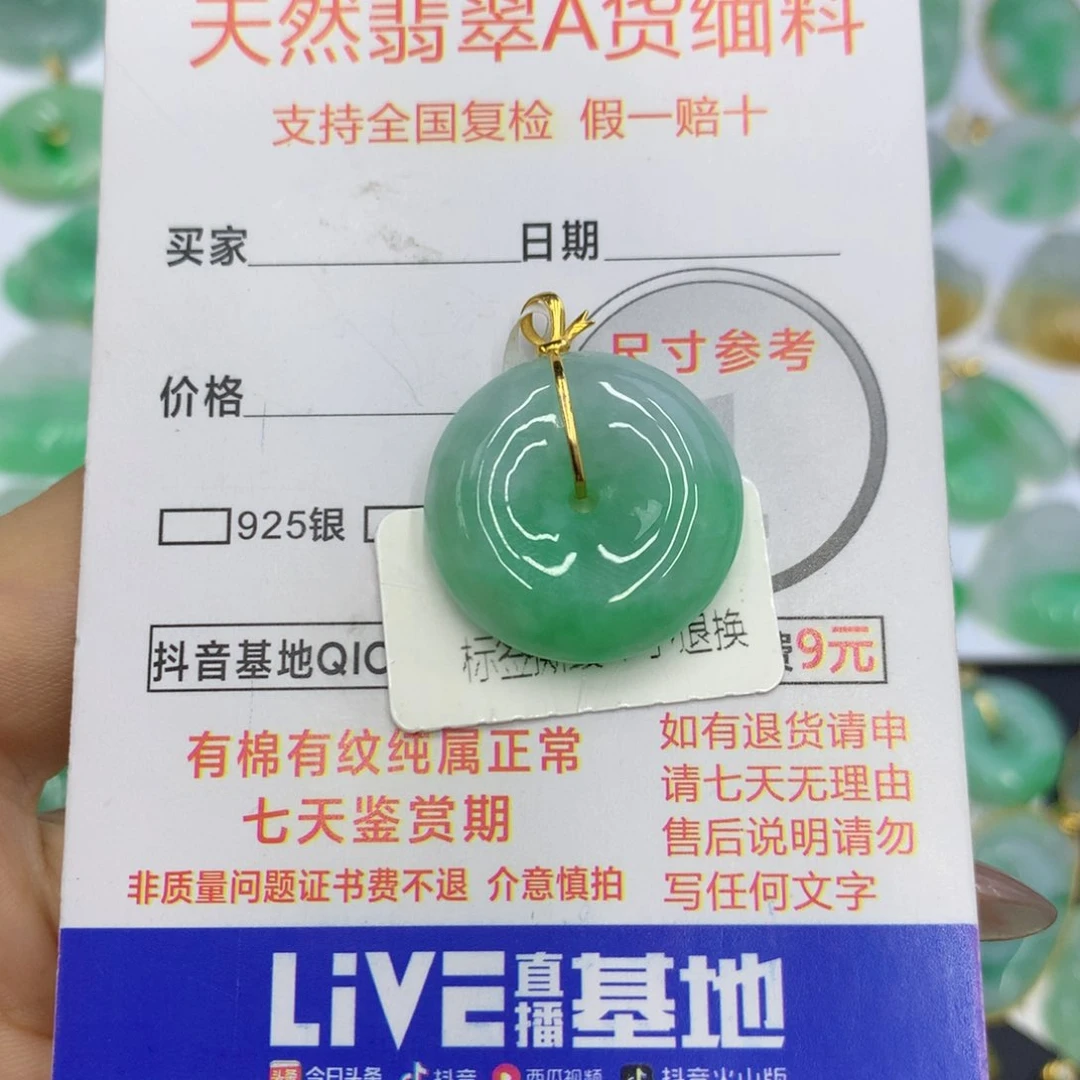 天然翡翠A货缅料
支持全国复检 假一赔十
买家 日期
尺寸参考
价格
925银
标签 退换
抖音基地QIC 费9元
有棉有纹纯属正常
七天鉴赏期
非质量问题证书费不退 介意慎拍
如有退货请申
请七天无理由
售后说明请勿
写任何文字
LiVE直播基地
头条 今日头条 抖音 西瓜视频 抖音火山版